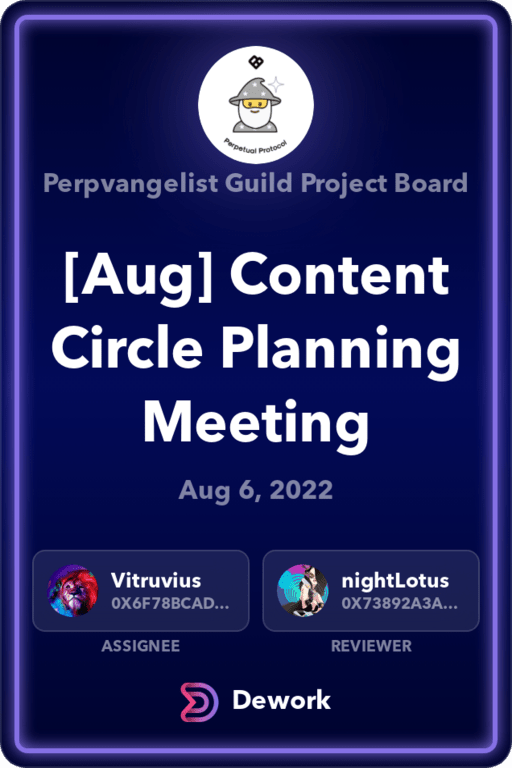 Perpetual Protocol
Perpvangelist Guild Project Board
[Aug] Content
Circle Planning
Meeting
Aug 6, 2022
Vitruvius
0X6F78BCAD...
ASSIGNEE
nightLotus
0X73892A3A...
REVIEWER
Dework